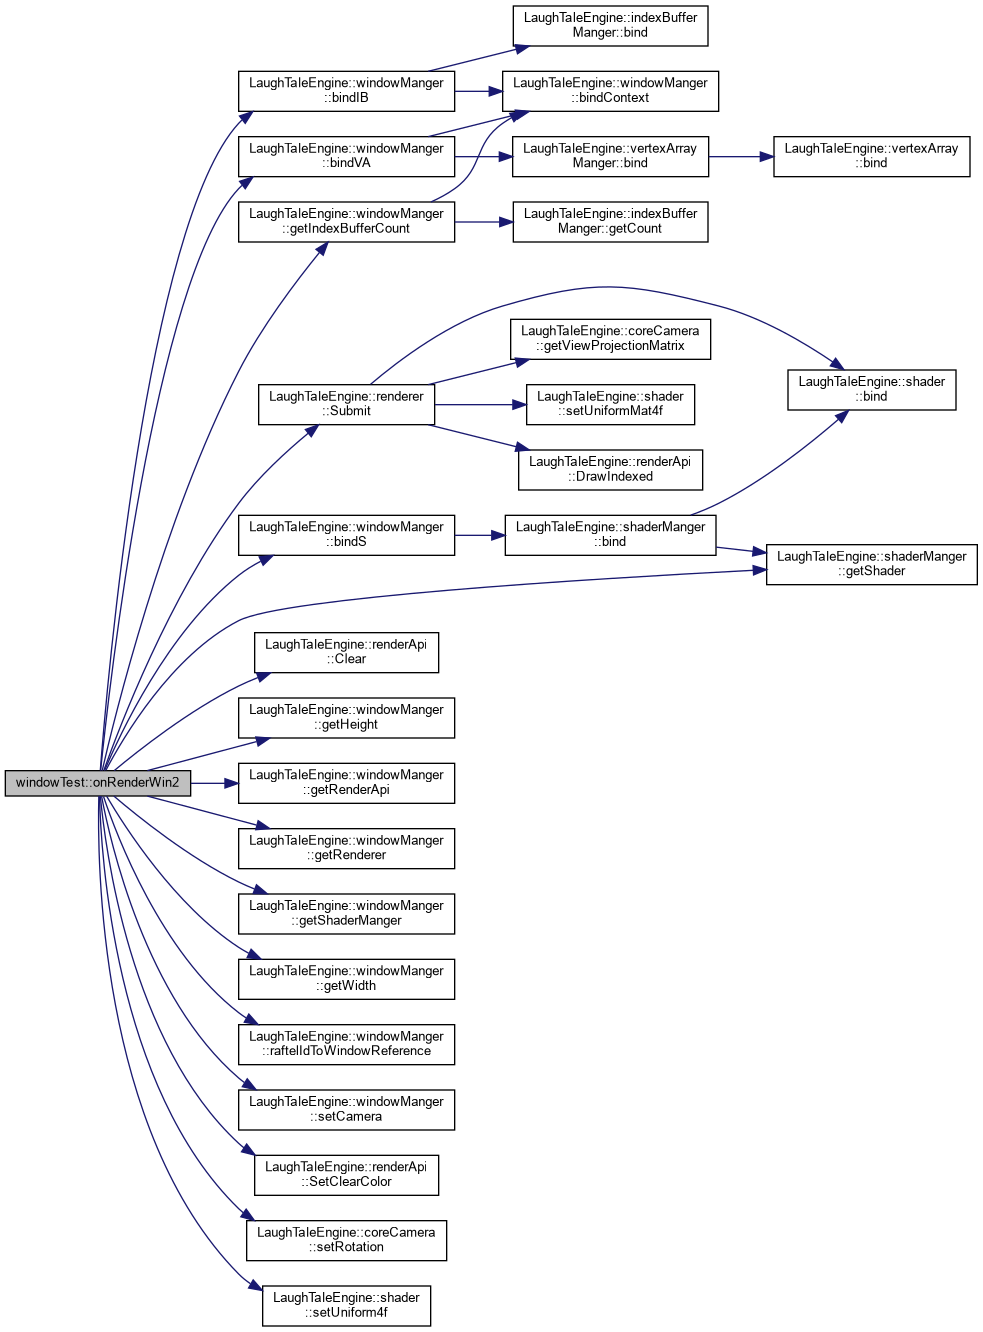 LaughTaleEngine::indexBuffer
Manger::bind
LaughTaleEngine::windowManger
::bindIB
LaughTaleEngine::windowManger
::bindContext
LaughTaleEngine::windowManger
::bindVA
LaughTaleEngine::vertexArray
Manger::bind
LaughTaleEngine::vertexArray
::bind
LaughTaleEngine::windowManger
::getIndexBufferCount
LaughTaleEngine::indexBuffer
Manger::getCount
LaughTaleEngine::coreCamera
::getViewProjectionMatrix
LaughTaleEngine::renderer
::Submit
LaughTaleEngine::shader
::setUniformMat4f
LaughTaleEngine::shader
::bind
LaughTaleEngine::renderApi
::DrawIndexed
LaughTaleEngine::windowManger
::bindS
LaughTaleEngine::shaderManger
::bind
LaughTaleEngine::shaderManger
::getShader
LaughTaleEngine::renderApi
::Clear
LaughTaleEngine::windowManger
::getHeight
windowTest::onRenderWin2
LaughTaleEngine::windowManger
::getRenderApi
LaughTaleEngine::windowManger
::getRenderer
LaughTaleEngine::windowManger
::getShaderManger
LaughTaleEngine::windowManger
::getWidth
LaughTaleEngine::windowManger
::raftelIdToWindowReference
LaughTaleEngine::windowManger
::setCamera
LaughTaleEngine::renderApi
::SetClearColor
LaughTaleEngine::coreCamera
::setRotation
LaughTaleEngine::shader
::setUniform4f